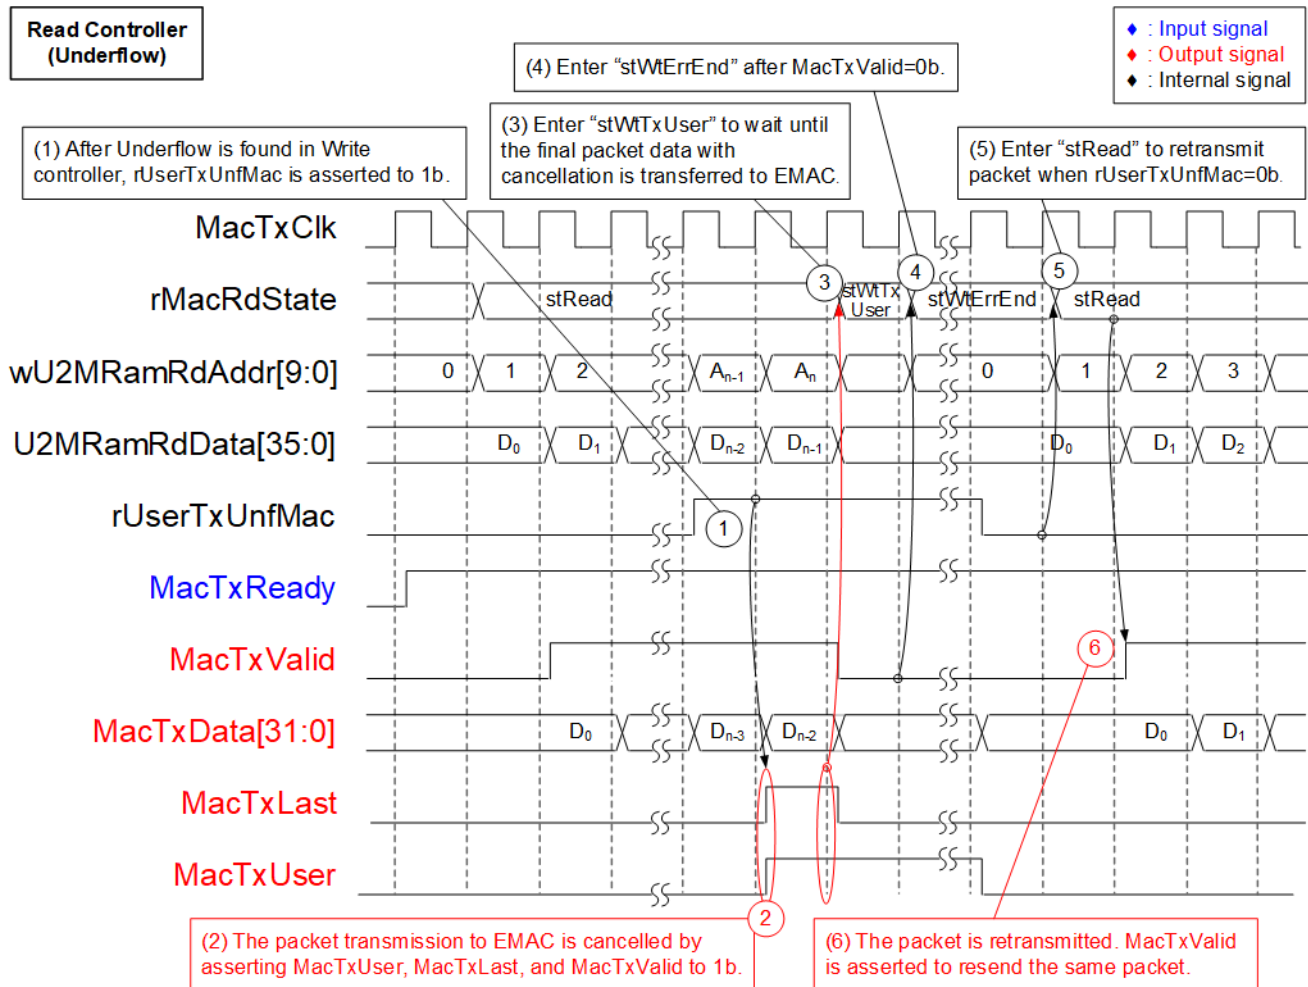 Read Controller
(Underflow)
♦ : Input signal
♦ : Output signal
♦ : Internal signal
(4) Enter “stWtErrEnd” after MacTxValid=0b.
(3) Enter “stWtTxUser” to wait until
the final packet data with
cancellation is transferred to EMAC.
(1) After Underflow is found in Write
controller, rUserTxUnfMac is asserted to 1b.
(5) Enter “stRead” to retransmit
packet when rUserTxUnfMac=0b.
MacTxClk
rMacRdState stRead 3 stWtTx User 4 stWtErrEnd 5 stRead
wU2MRamRdAddr[9:0] 0 1 2 An-1 An 0 1 2 3
U2MRamRdData[35:0] D0 D1 Dn-2 Dn-1 D0 D1 D2
rUserTxUnfMac 1
MacTxReady
MacTxValid 6
MacTxData[31:0] D0 Dn-3 Dn-2 D0 D1
MacTxLast
MacTxUser
2
(2) The packet transmission to EMAC is cancelled by
asserting MacTxUser, MacTxLast, and MacTxValid to 1b.
(6) The packet is retransmitted. MacTxValid
is asserted to resend the same packet.